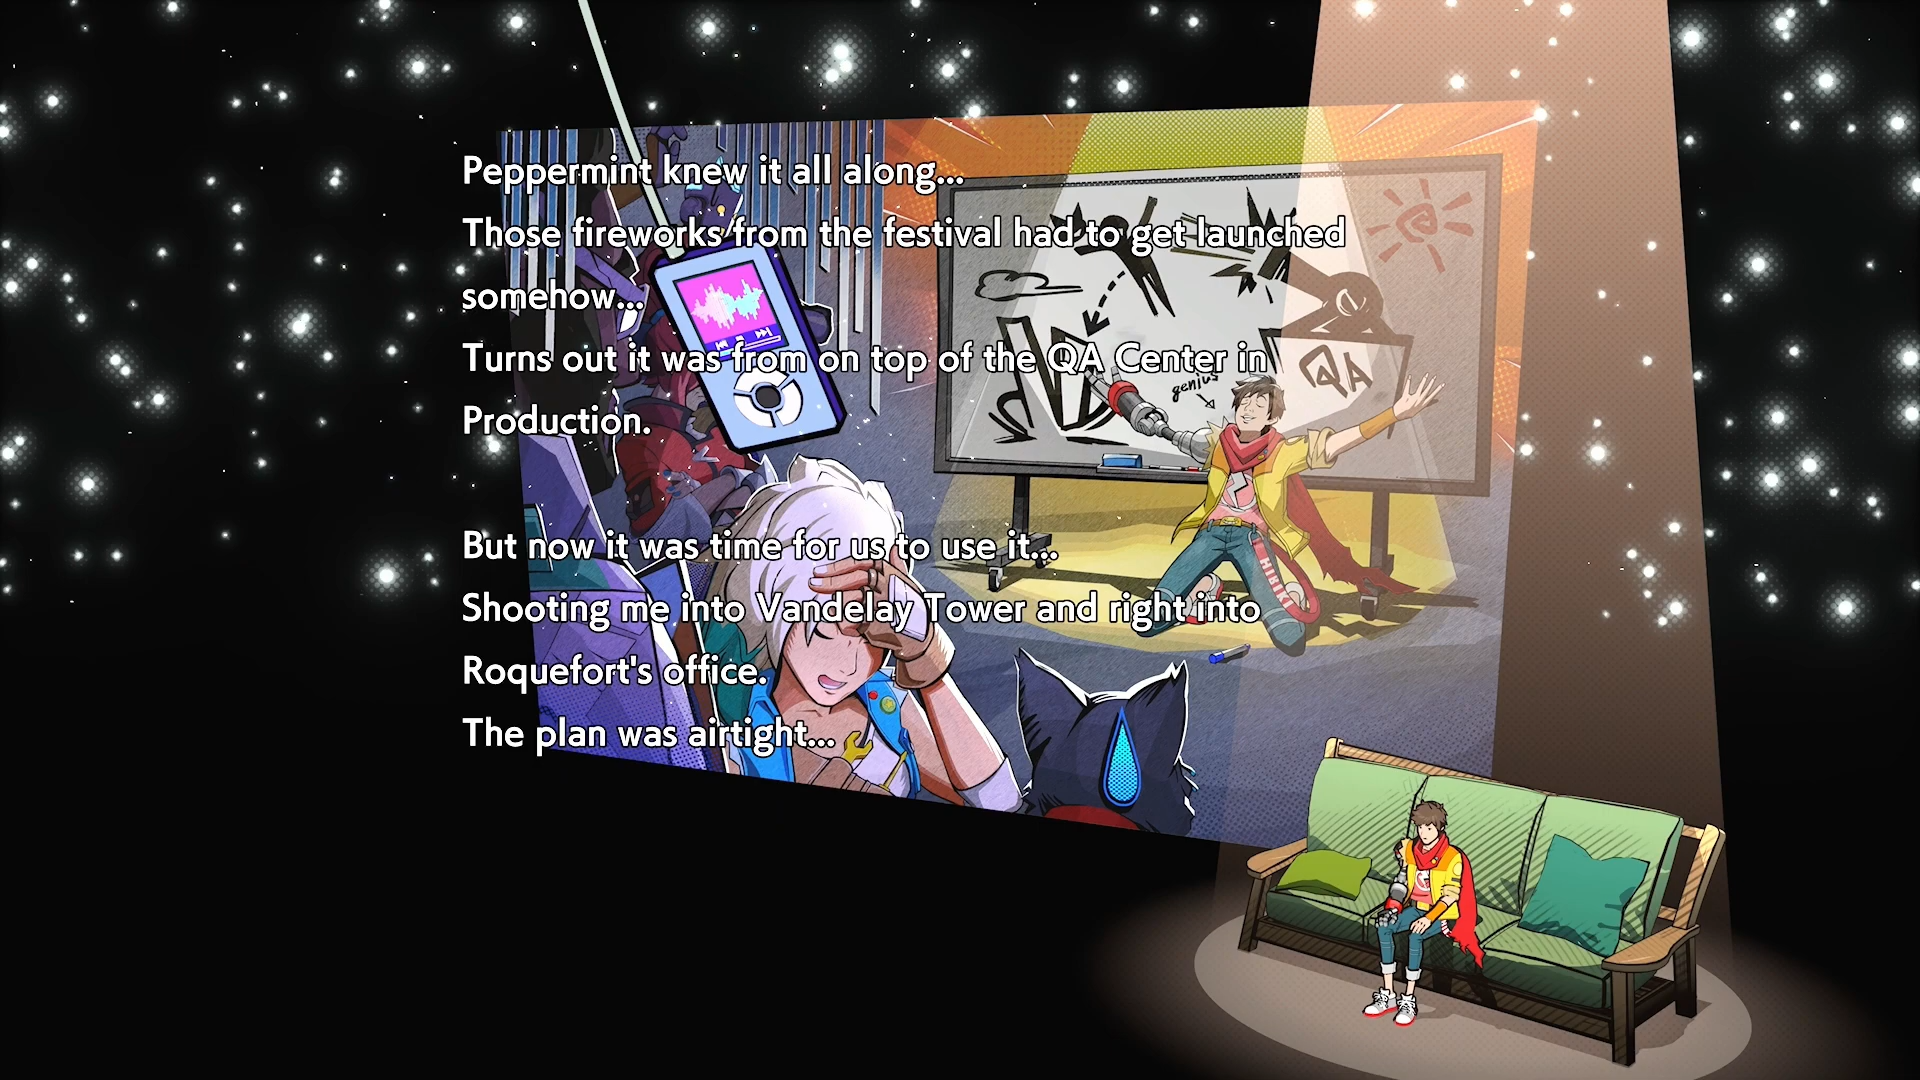 Peppermint knew it all along...
Those fireworks from the festival had to get launched
somehow...
Turns out it was from on top of the QA Center in
Production.
But now it was time for us to use it...
Shooting me into Vandelay Tower and right into
Roquefort's office.
The plan was airtight...
genius
QA
HIBIKI